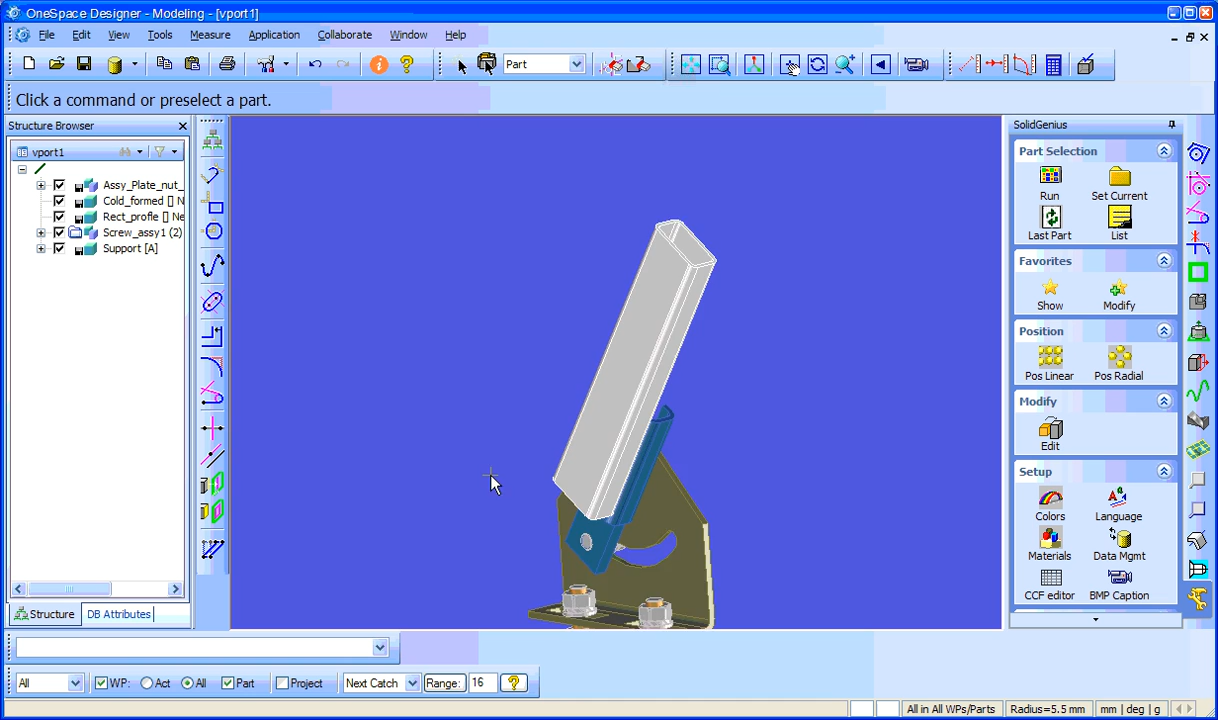 OneSpace Designer - Modeling - [vport1]
File Edit View Tools Measure Application Collaborate Window Help
Part
Click a command or preselect a part.
Structure Browser
vport1
Assy_Plate_nut_
Cold_formed [] N
Rect_profle [] Ne
Screw_assy1 (2)
Support [A]
Structure DB Attributes
SolidGenius
Part Selection
Run Set Current
Last Part List
Favorites
Show Modify
Position
Pos Linear Pos Radial
Modify
Edit
Setup
Colors Language
Materials Data Mgmt
CCF editor BMP Caption
All WP: Act All Part Project Next Catch Range: 16
All in All WPs/Parts Radius=5.5 mm mm | deg | g